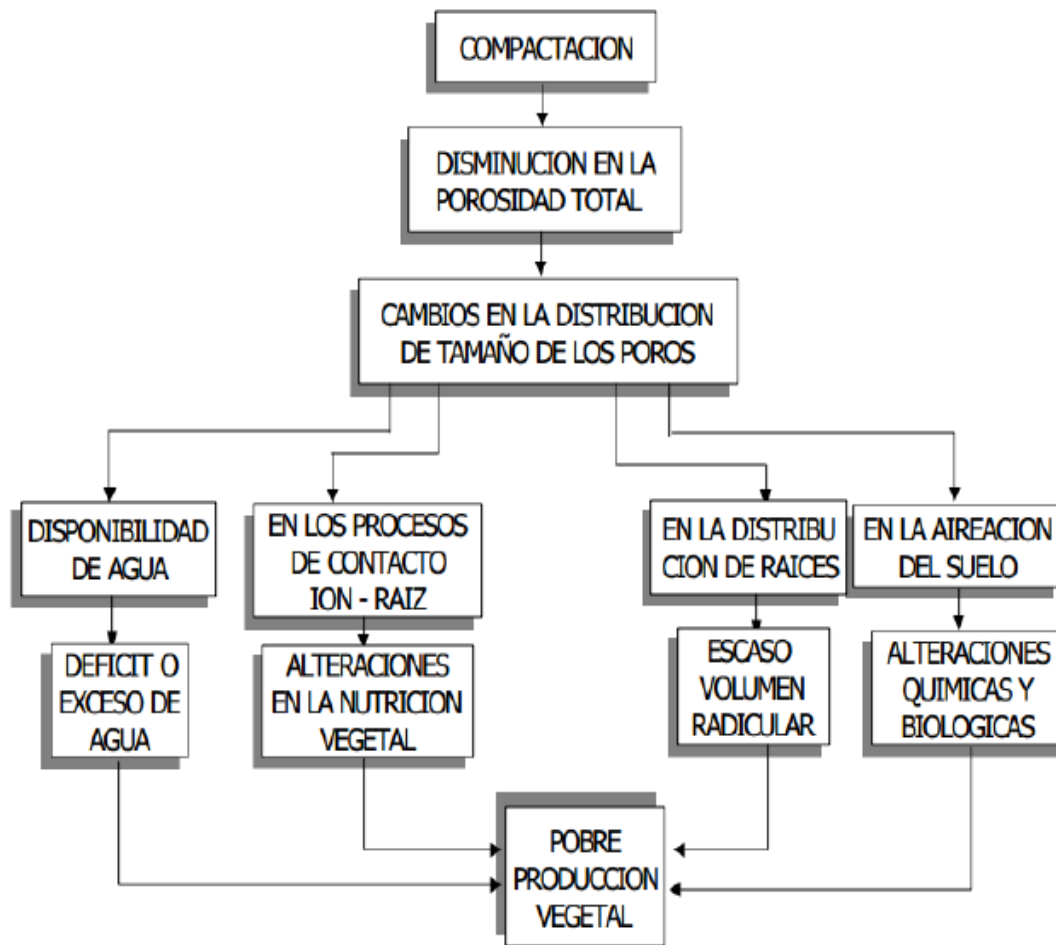 COMPACTACION
DISMINUCION EN LA
POROSIDAD TOTAL
CAMBIOS EN LA DISTRIBUCION
DE TAMAÑO DE LOS POROS
DISPONIBILIDAD
DE AGUA
EN LOS PROCESOS
DE CONTACTO
ION - RAIZ
EN LA DISTRIBU
CION DE RAICES
EN LA AIREACION
DEL SUELO
DEFICIT O
EXCESO DE
AGUA
ALTERACIONES
EN LA NUTRICION
VEGETAL
ESCASO
VOLUMEN
RADICULAR
ALTERACIONES
QUIMICAS Y
BIOLOGICAS
POBRE
PRODUCCION
VEGETAL